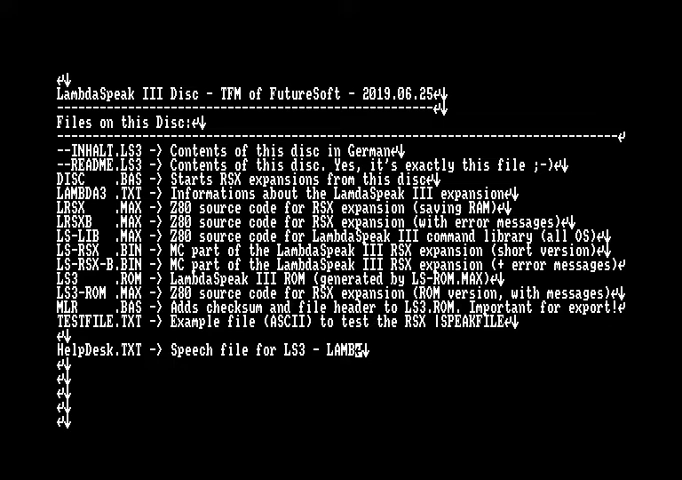 LambdaSpeak III Disc - TFM of FutureSoft - 2019.06.25
------------------------------------------------------
Files on this Disc:
--------------------------------------------------------------------------------
--INHALT.LS3 -> Contents of this disc in German
--README.LS3 -> Contents of this disc. Yes, it's exactly this file ;-)
DISC    .BAS -> Starts RSX expansions from this disc
LAMBDA3 .TXT -> Informations about the LamdaSpeak III expansion
LRSX    .MAX -> Z80 source code for RSX expansion (saving RAM)
LRSXB   .MAX -> Z80 source code for RSX expansion (with error messages)
LS-LIB  .MAX -> Z80 source code for LambdaSpeak III command library (all OS)
LS-RSX  .BIN -> MC part of the LambdaSpeak III RSX expansion (short version)
LS-RSX-B.BIN -> MC part of the LambdaSpeak III RSX expansion (+ error messages)
LS3     .ROM -> LambdaSpeak III ROM (generated by LS-ROM.MAX)
LS3-ROM .MAX -> Z80 source code for RSX expansion (ROM version, with messages)
MLR     .BAS -> Adds checksum and file header to LS3.ROM. Important for export!
TESTFILE.TXT -> Example file (ASCII) to test the RSX |SPEAKFILE
HelpDesk.TXT -> Speech file for LS3 - LAMB